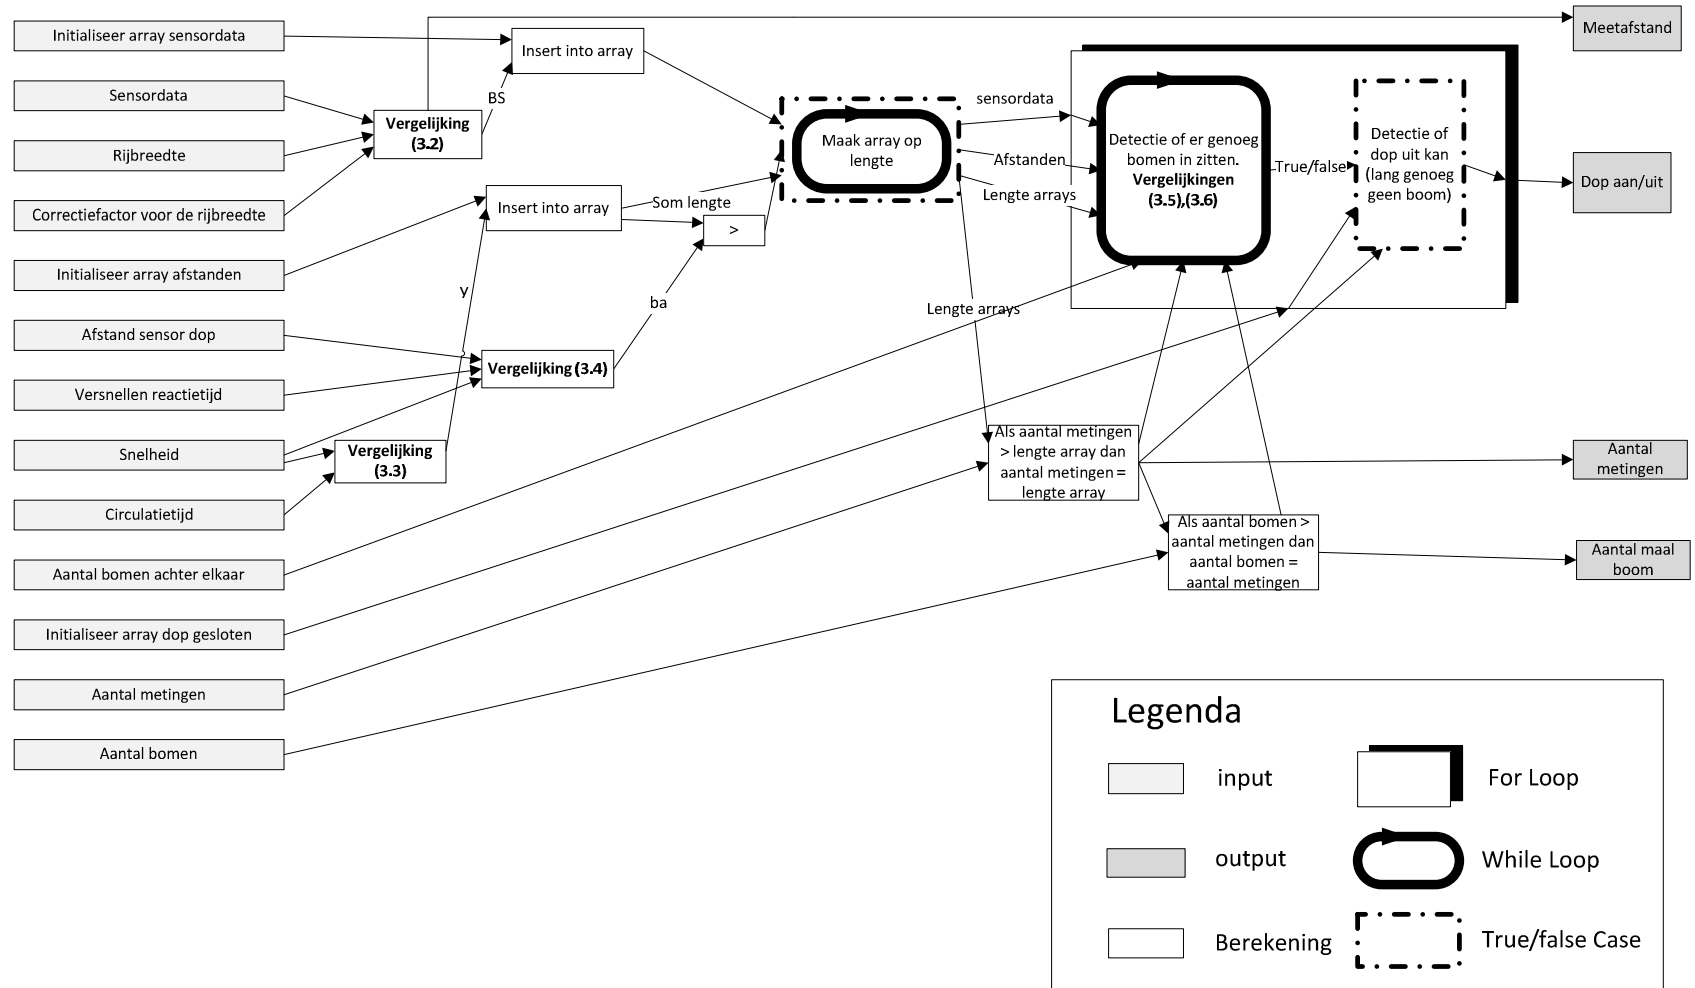 Initialiseer array sensordata
Sensordata
Rijbreedte
Correctiefactor voor de rijbreedte
Initialiseer array afstanden
Afstand sensor dop
Versnellen reactietijd
Snelheid
Circulatietijd
Aantal bomen achter elkaar
Initialiseer array dop gesloten
Aantal metingen
Aantal bomen
Vergelijking
(3.2)
BS
Insert into array
Insert into array
y
Vergelijking
(3.3)
Vergelijking (3.4)
Som lengte
>
ba
Maak array op
lengte
sensordata
Afstanden
Lengte arrays
Lengte arrays
Detectie of er genoeg
bomen in zitten.
Vergelijkingen
(3.5),(3.6)
True/false
Detectie of
dop uit kan
(lang genoeg
geen boom)
Als aantal metingen
> lengte array dan
aantal metingen =
lengte array
Als aantal bomen >
aantal metingen dan
aantal bomen =
aantal metingen
Meetafstand
Dop aan/uit
Aantal
metingen
Aantal maal
boom
Legenda
input
For Loop
output
While Loop
Berekening
True/false Case